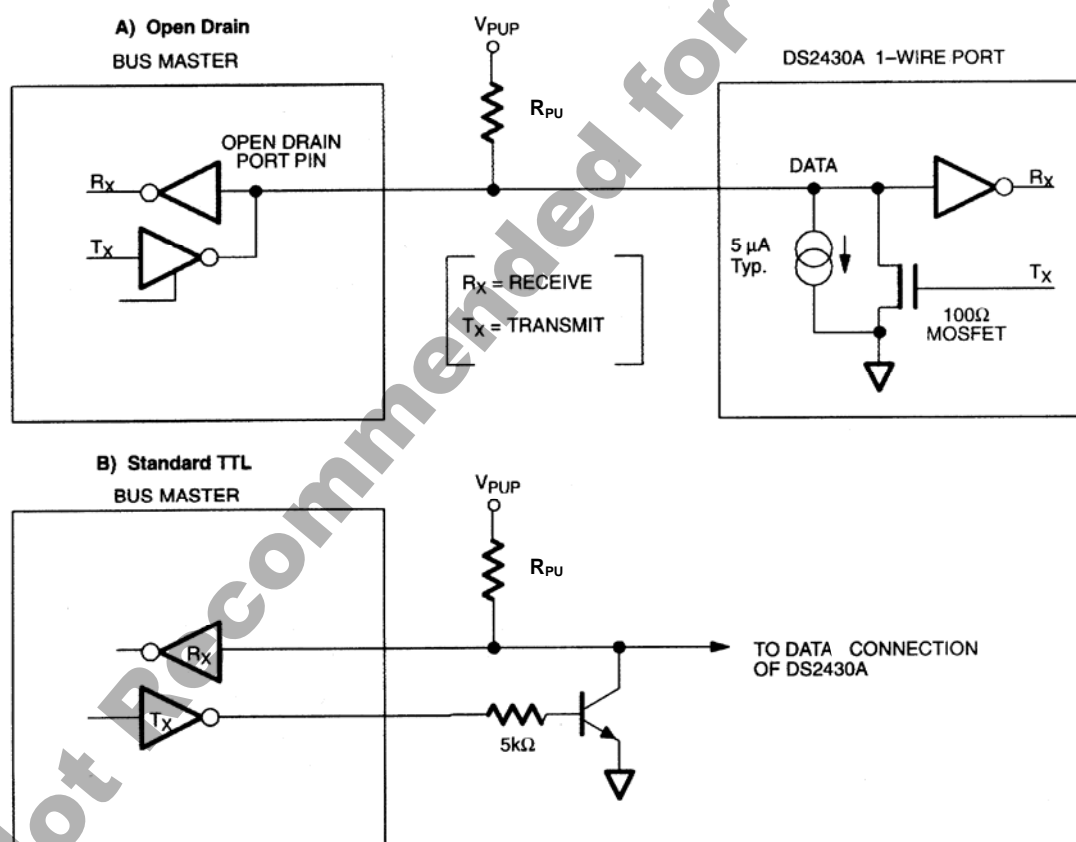 A) Open Drain
BUS MASTER
VPUP
RPU
DS2430A 1–WIRE PORT
OPEN DRAIN
PORT PIN
RX
TX
DATA
RX
5 µA
Typ.
TX
100Ω
MOSFET
RX = RECEIVE
TX = TRANSMIT
B) Standard TTL
BUS MASTER
VPUP
RPU
RX
TX
5kΩ
TO DATA CONNECTION
OF DS2430A
Not Recommended for